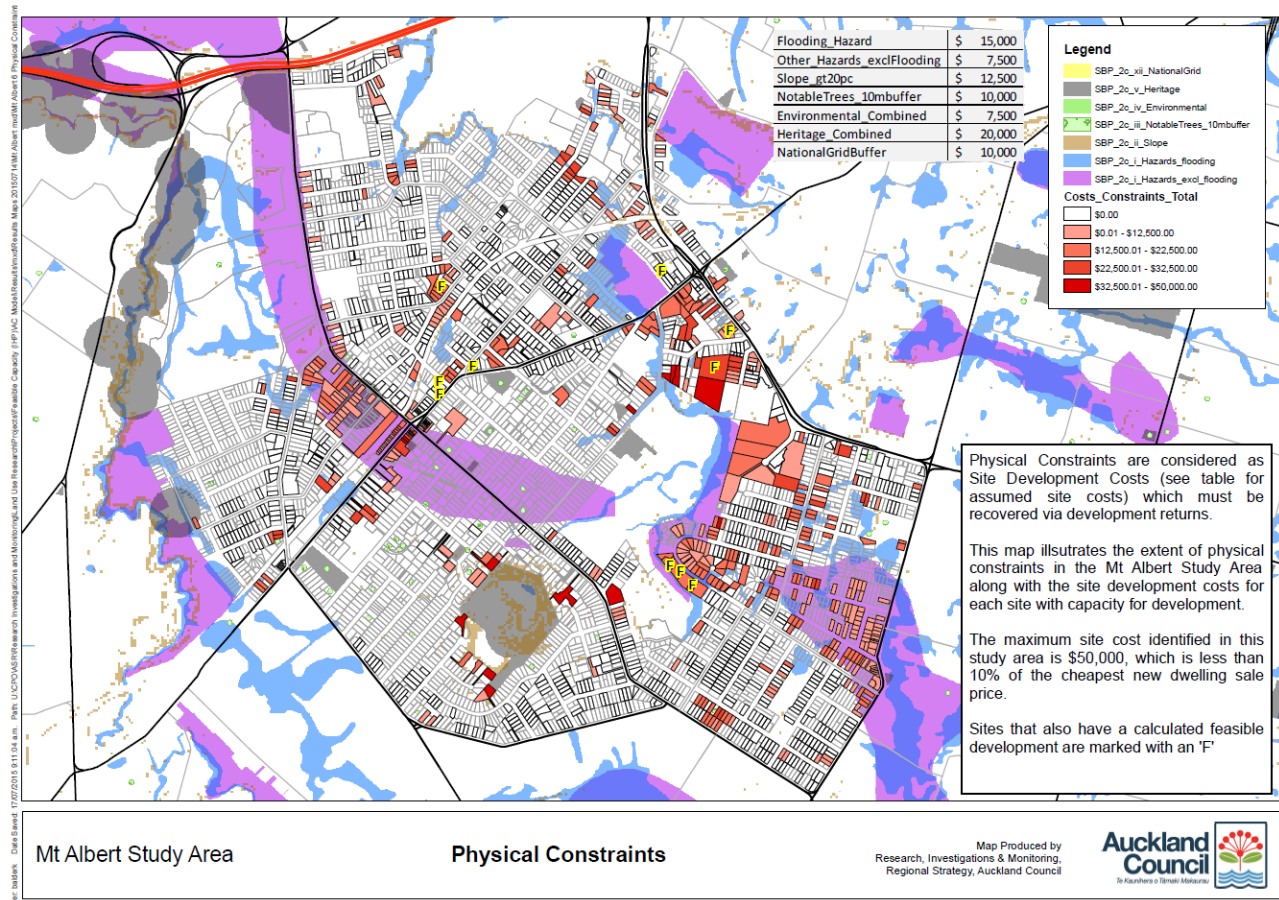 Flooding_Hazard $ 15,000
Other_Hazards_exclFlooding $ 7,500
Slope_gt20pc $ 12,500
NotableTrees_10mbuffer $ 10,000
Environmental_Combined $ 7,500
Heritage_Combined $ 20,000
NationalGridBuffer $ 10,000
Legend
SBP_2c_xii_NationalGrid
SBP_2c_v_Heritage
SBP_2c_iv_Environmental
SBP_2c_iii_NotableTrees_10mbuffer
SBP_2c_ii_Slope
SBP_2c_i_Hazards_flooding
SBP_2c_i_Hazards_excl_flooding
Costs_Constraints_Total
$0.00
$0.01 - $12,500.00
$12,500.01 - $22,500.00
$22,500.01 - $32,500.00
$32,500.01 - $50,000.00
F
F
F
F
F
F
F
F
F
F
Physical Constraints are considered as
Site Development Costs (see table for
assumed site costs) which must be
recovered via development returns.
This map illsutrates the extent of physical
constraints in the Mt Albert Study Area
along with the site development costs for
each site with capacity for development.
The maximum site cost identified in this
study area is $50,000, which is less than
10% of the cheapest new dwelling sale
price.
Sites that also have a calculated feasible
development are marked with an 'F'
Mt Albert Study Area
Physical Constraints
Map Produced by
Research, Investigations & Monitoring,
Regional Strategy, Auckland Council
Auckland
Council
Te Kaunihera o Tāmaki Makaurau